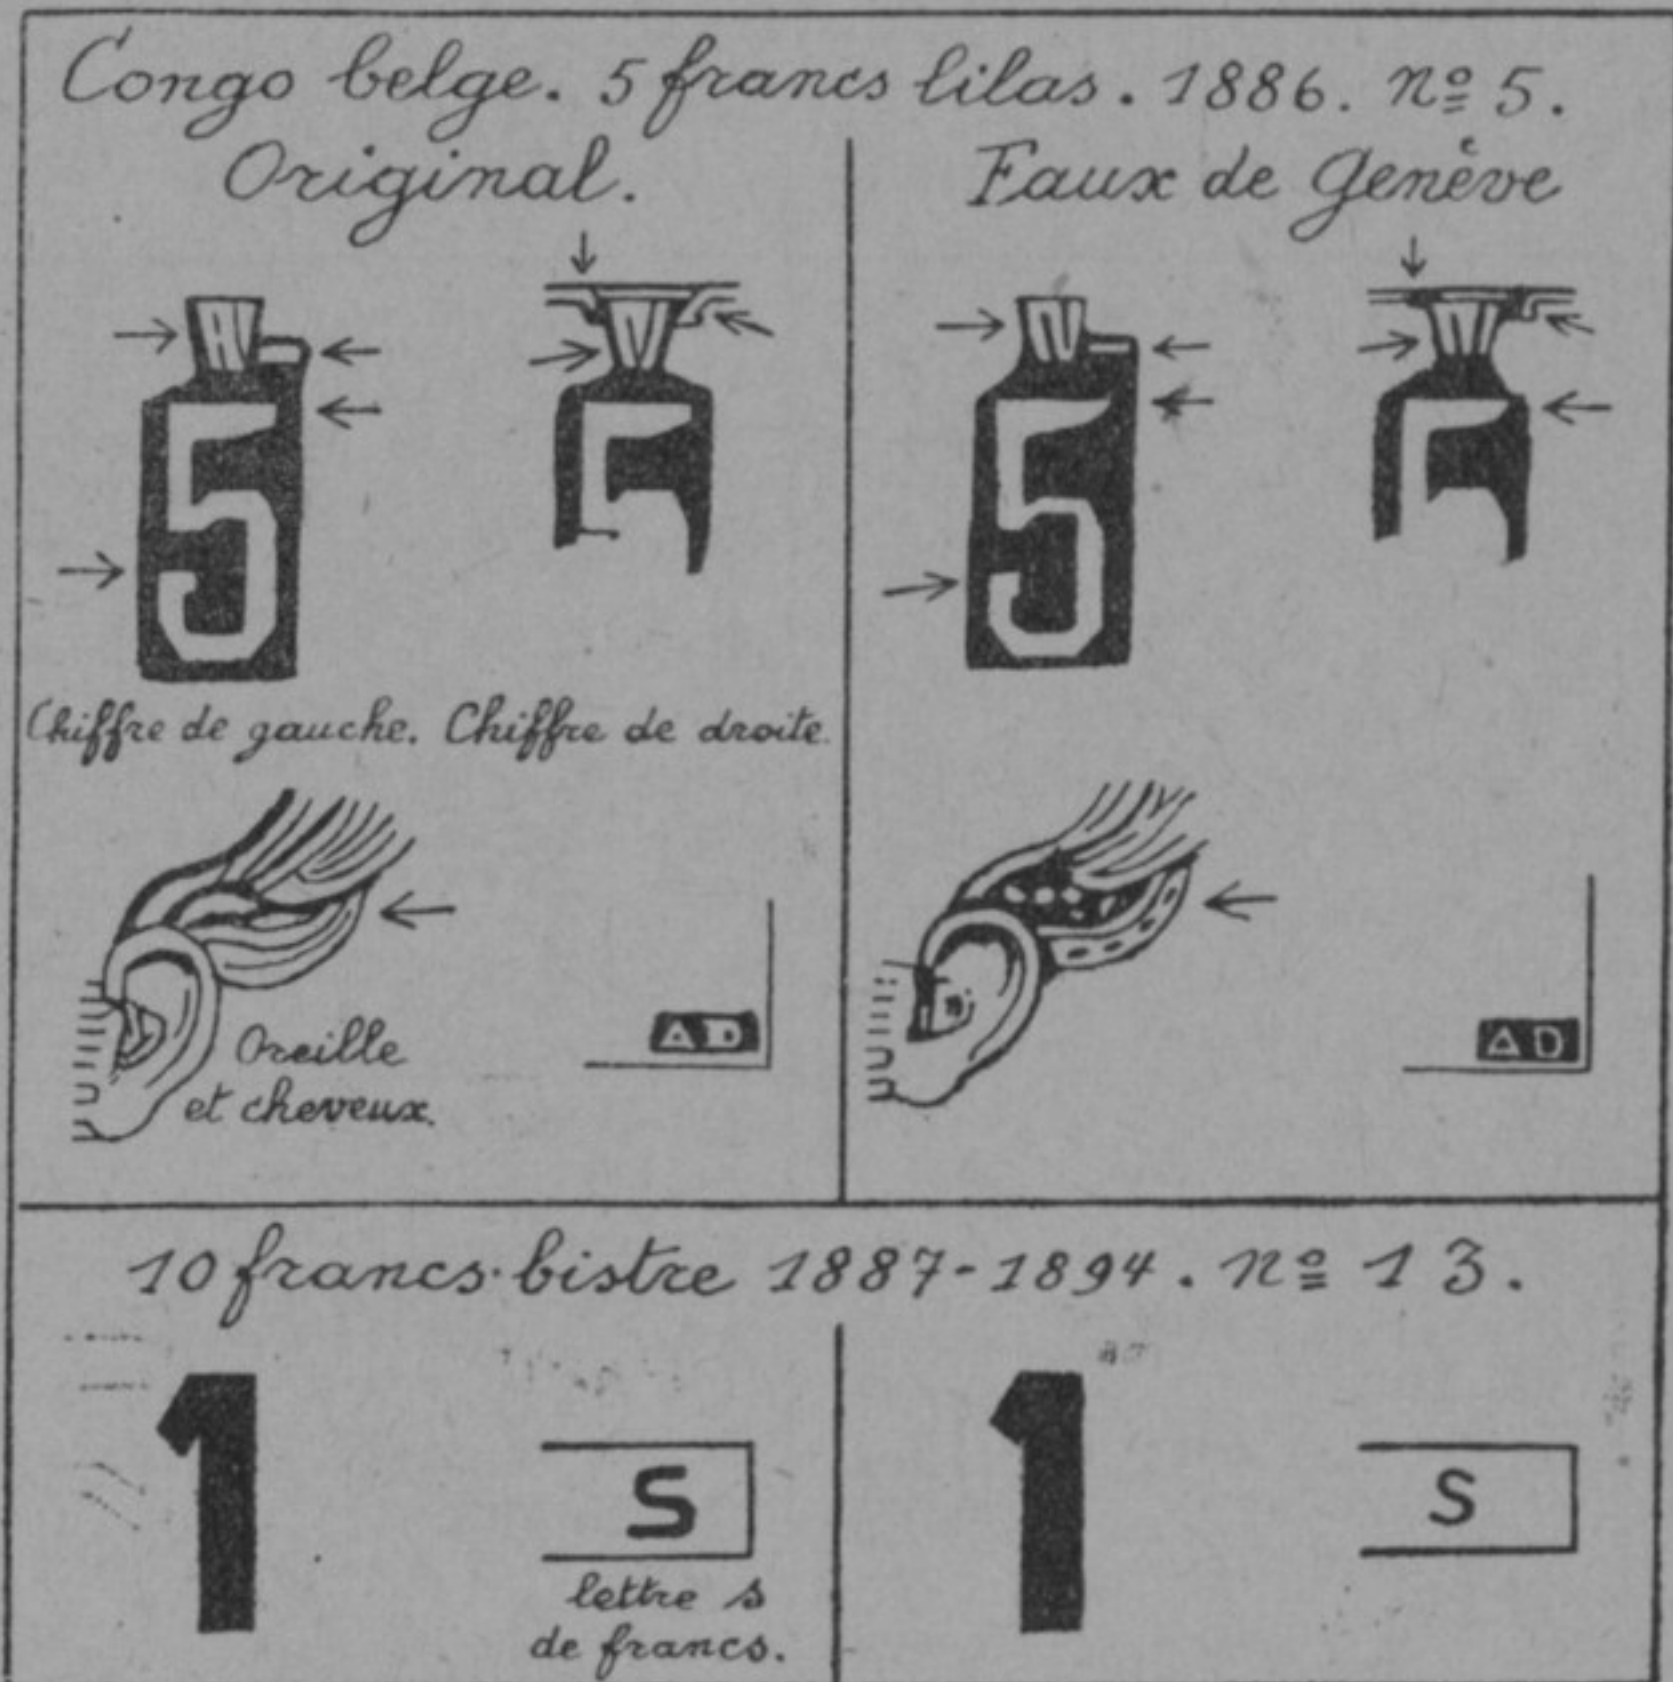 Congo belge. 5 francs lilas. 1886. nº 5.
Original.
Faux de Genève
5
5
Chiffre de gauche. Chiffre de droite.
Oreille
et cheveux.
AD
AD
10 francs bistre 1887-1894. nº 13.
1
S
lettre s
de francs.
1
S